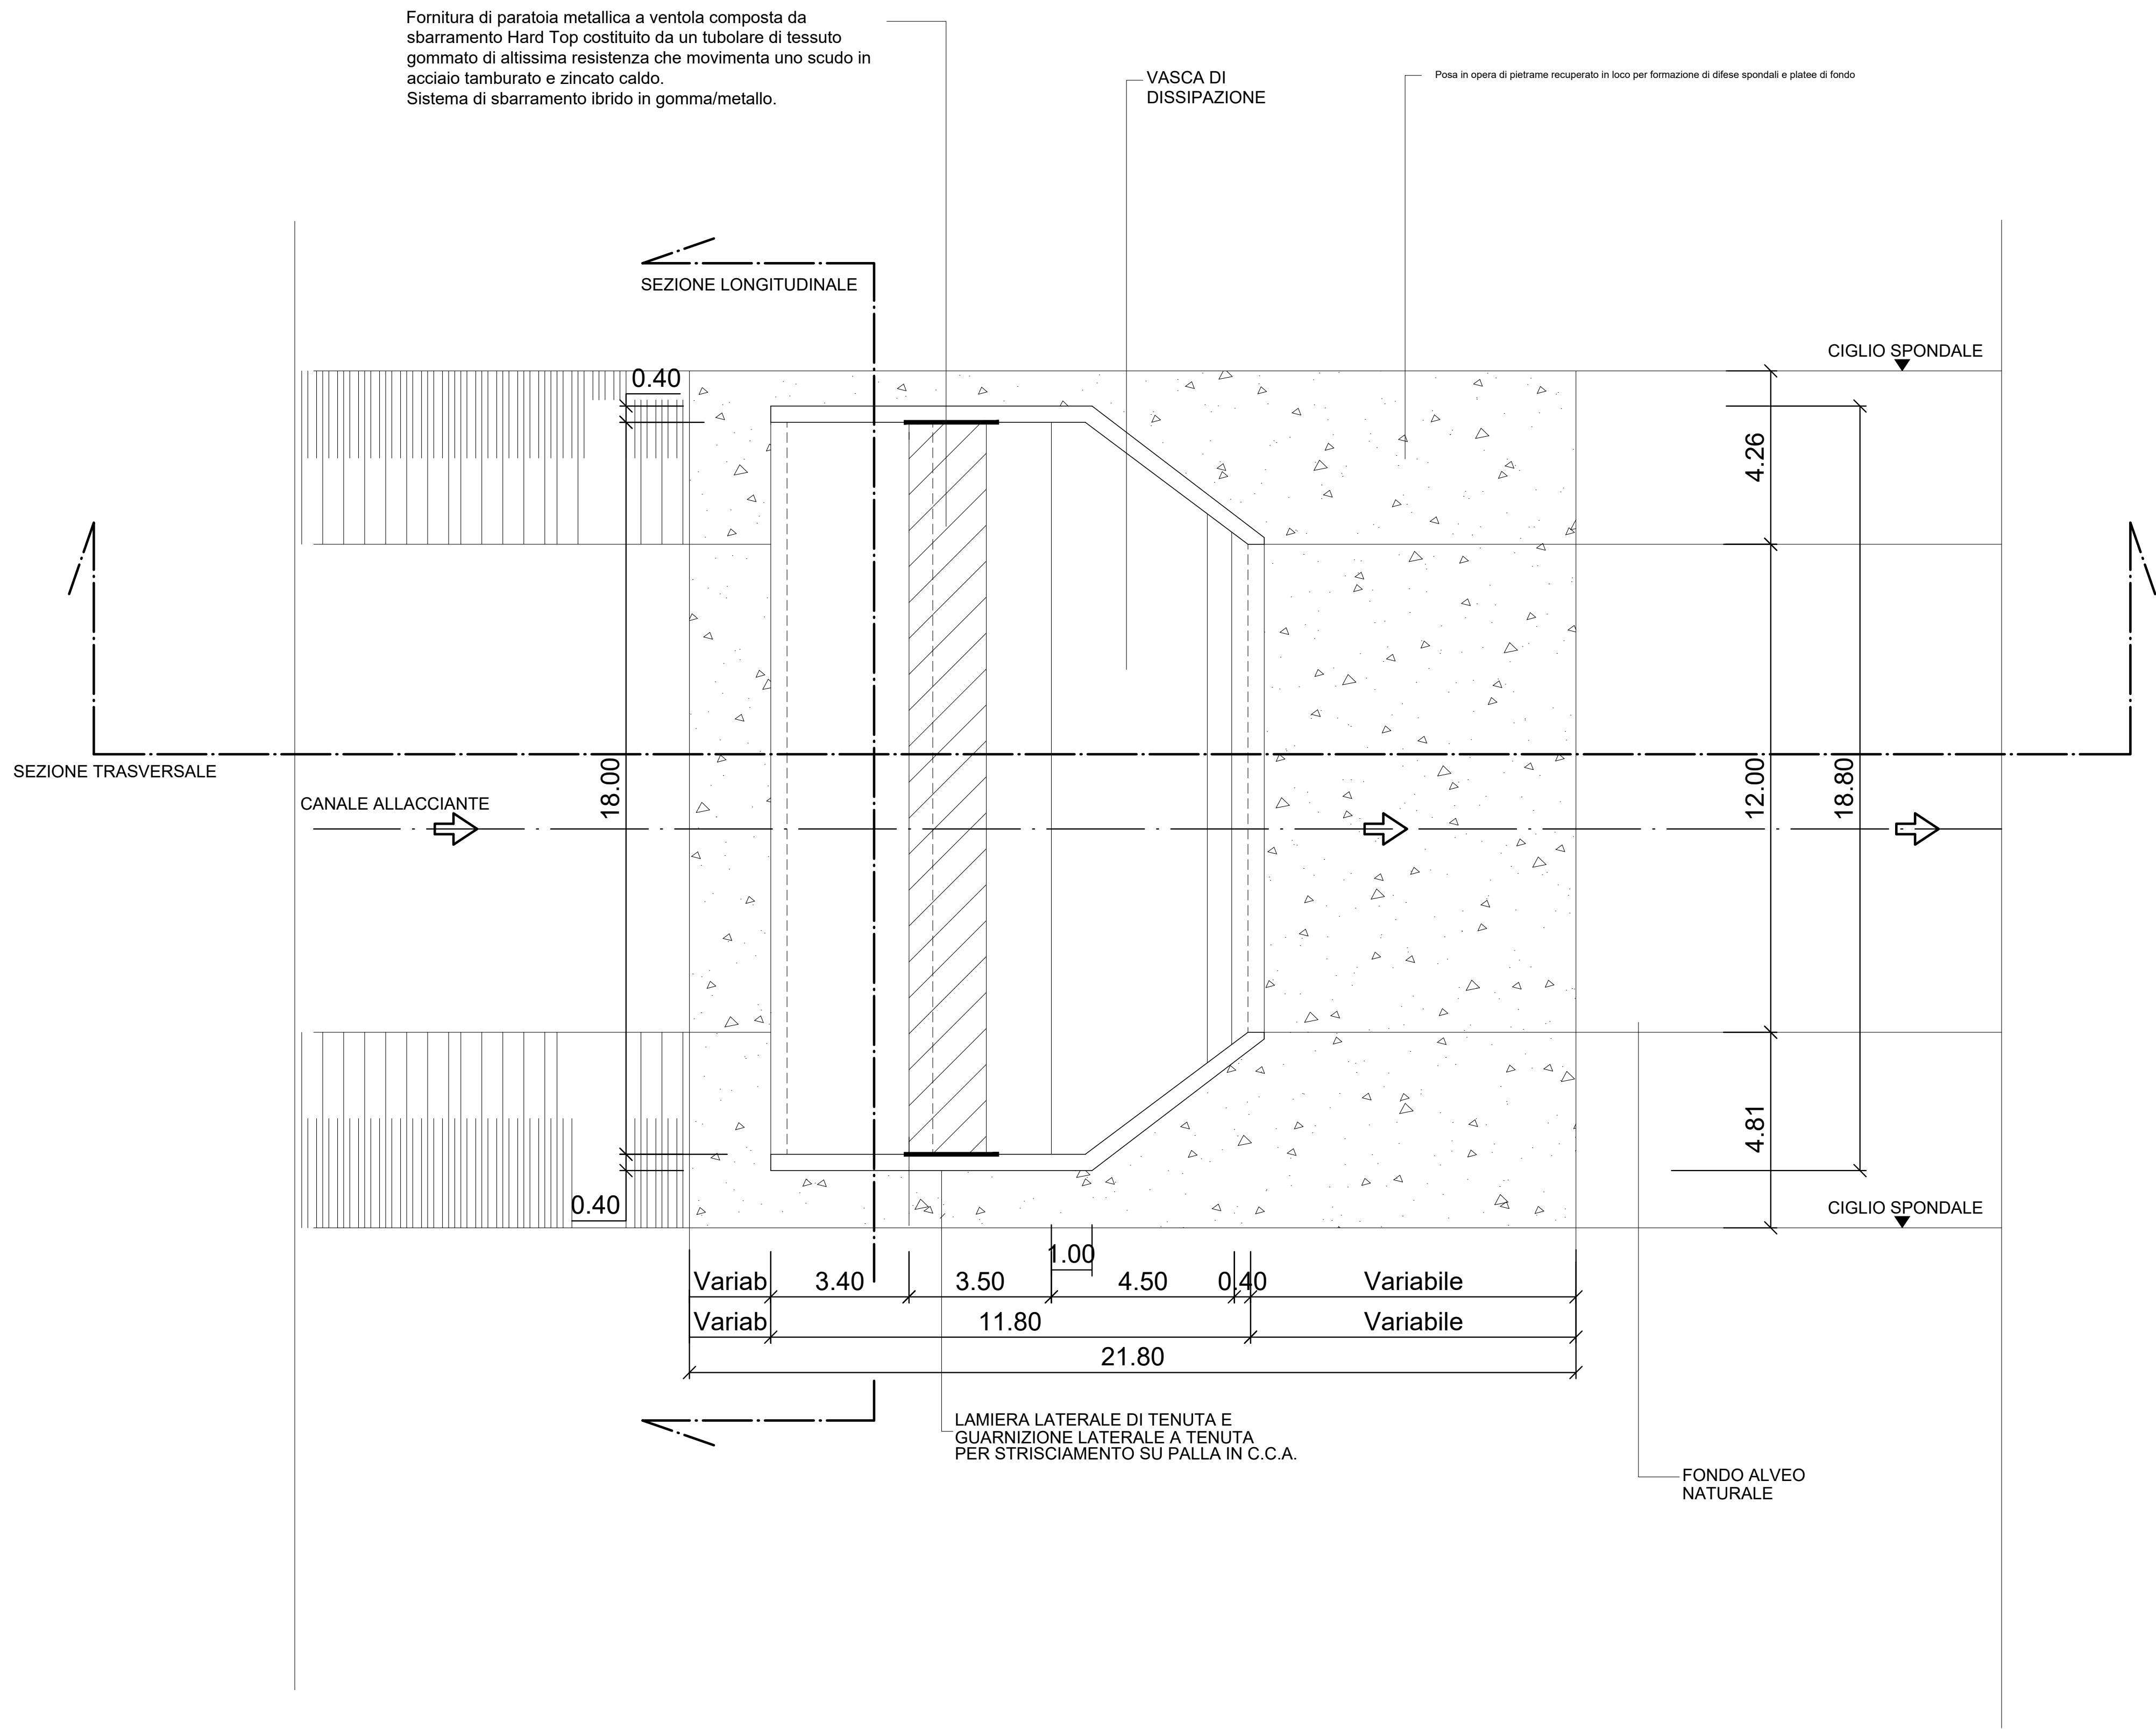 Fornitura di paratoia metallica a ventola composta da
sbarramento Hard Top costituito da un tubolare di tessuto
gommato di altissima resistenza che movimenta uno scudo in
acciaio tamburato e zincato caldo.
Sistema di sbarramento ibrido in gomma/metallo.
VASCA DI
DISSIPAZIONE
Posa in opera di pietrame recuperato in loco per formazione di difese spondali e platee di fondo
SEZIONE LONGITUDINALE
CIGLIO SPONDALE
0.40
4.26
SEZIONE TRASVERSALE
CANALE ALLACCIANTE
18.00
12.00
18.80
4.81
0.40
CIGLIO SPONDALE
1.00
Variab
3.40
3.50
4.50
0.40
Variabile
Variab
11.80
Variabile
21.80
LAMIERA LATERALE DI TENUTA E
GUARNIZIONE LATERALE A TENUTA
PER STRISCIAMENTO SU PALLA IN C.C.A.
FONDO ALVEO
NATURALE